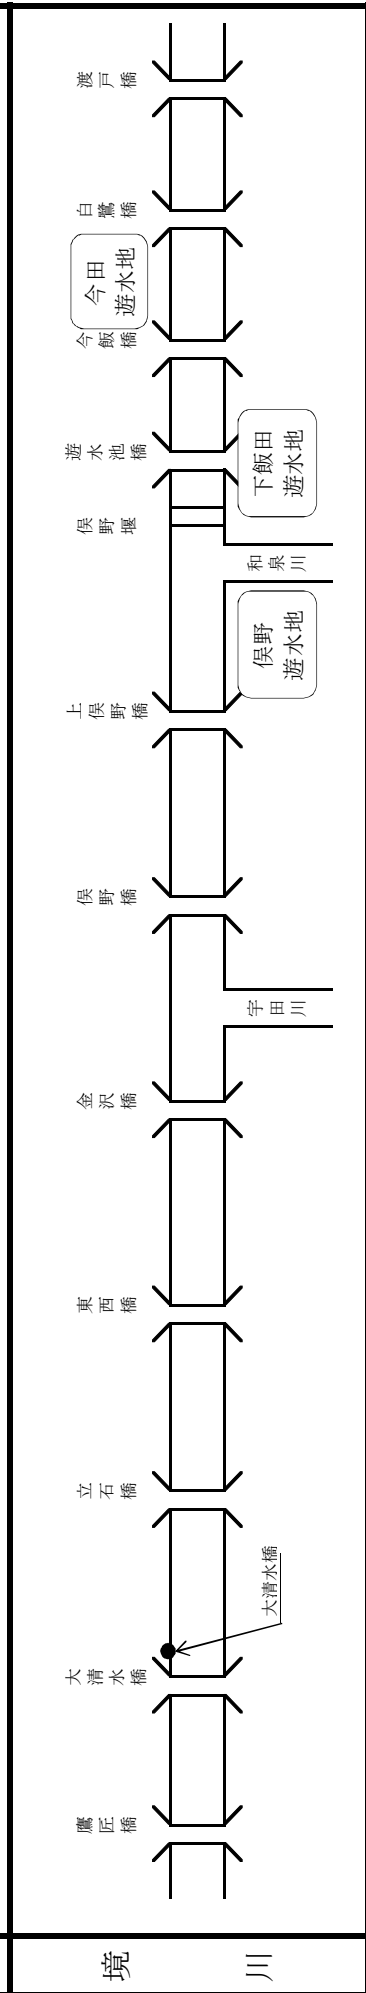 境川
鷹匠橋
大清水橋
立石橋
東西橋
金沢橋
俣野橋
上俣野橋
俣野堰
遊水池橋
今飯橋
今田
遊水地
白鷺橋
渡戸橋
大清水橋
宇田川
俣野
遊水地
和泉川
下飯田
遊水地